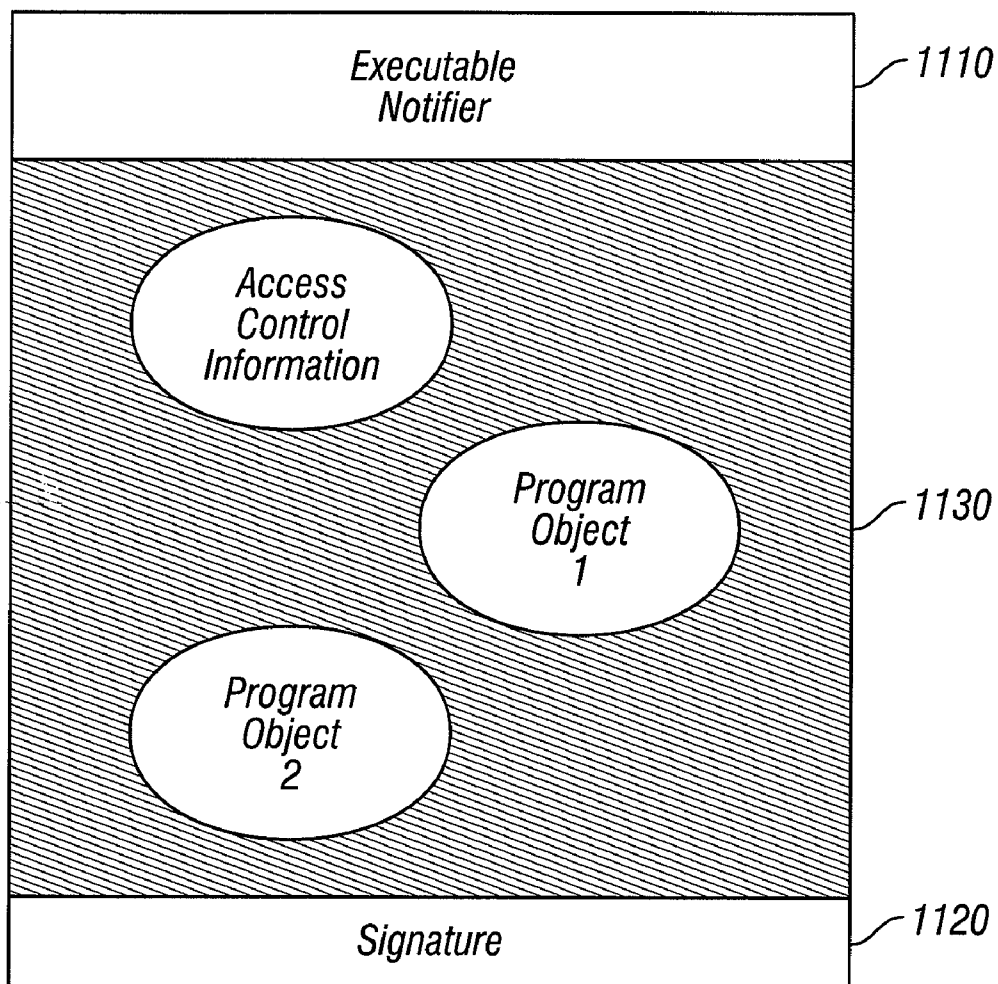 Executable
Notifier
1110
Access
Control
Information
Program
Object
1
1130
Program
Object
2
Signature
1120